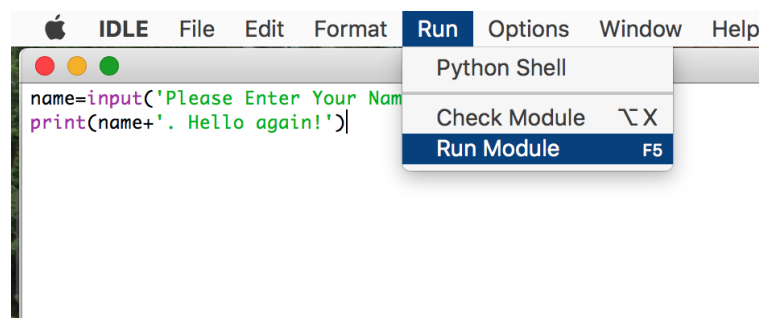 IDLE File Edit Format Run Options Window Help
Python Shell
Check Module ⌥X
Run Module F5
name=input('Please Enter Your Nam
print(name+'. Hello again!')